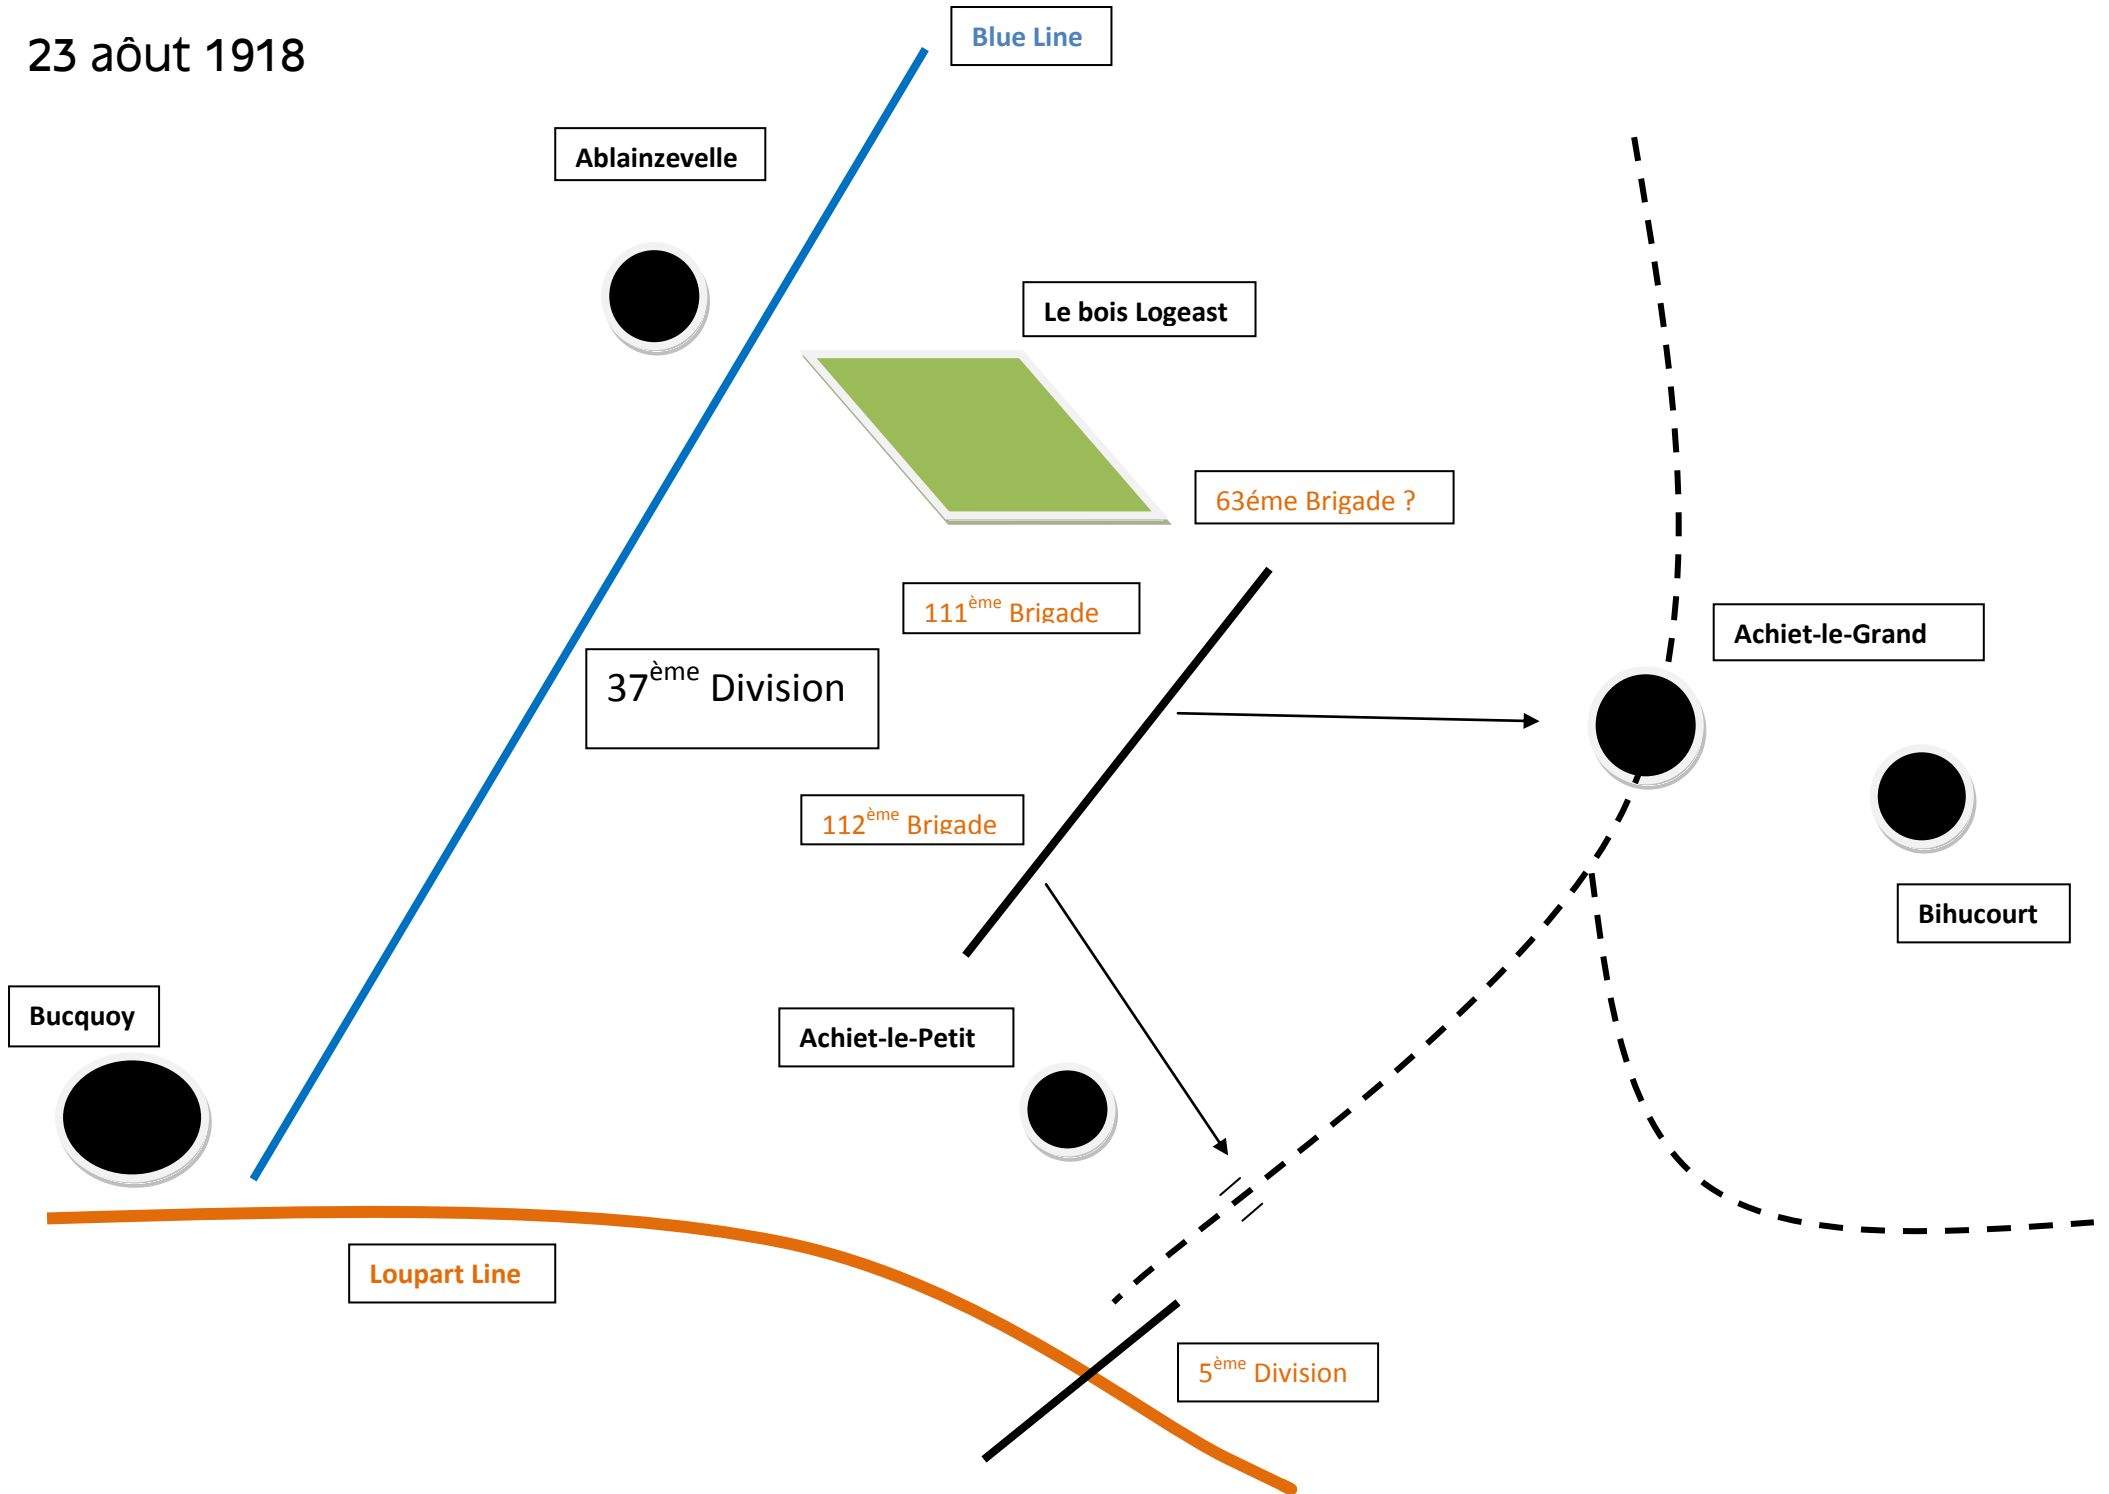 23 aôut 1918
Blue Line
Ablainzevelle
Le bois Logeast
63éme Brigade ?
111ème Brigade
Achiet-le-Grand
37ème Division
112ème Brigade
Bihucourt
Bucquoy
Achiet-le-Petit
Loupart Line
5ème Division